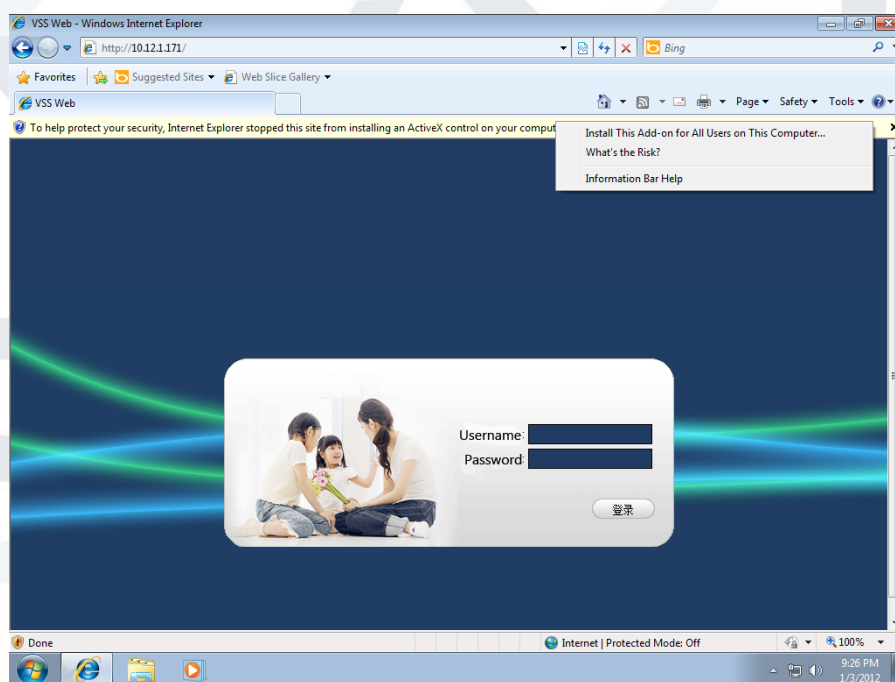 VSS Web - Windows Internet Explorer
http://10.12.1.171/
Bing
Favorites
Suggested Sites
Web Slice Gallery
VSS Web
Page
Safety
Tools
To help protect your security, Internet Explorer stopped this site from installing an ActiveX control on your comput
Install This Add-on for All Users on This Computer...
What's the Risk?
Information Bar Help
Username:
Password:
登录
Done
Internet | Protected Mode: Off
100%
9:26 PM
1/3/2012